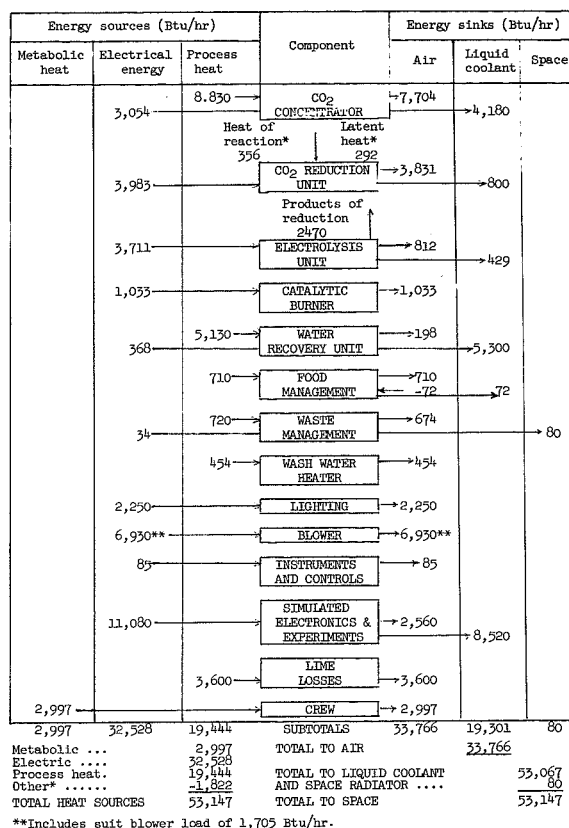 Energy sources (Btu/hr) Component Energy sinks (Btu/hr)
Metabolic heat Electrical energy Process heat Air Liquid coolant Space
8.830 CO2 7,704
3,054 CONCENTRATOR 4,180
Heat of reaction* 356 Latent heat* 292
CO2 REDUCTION 3,831
3,983 UNIT 800
Products of
reduction
2470
3,711 ELECTROLYSIS 812
UNIT 429
1,033 CATALYTIC 1,033
BURNER
5,130 WATER 198
368 RECOVERY UNIT 5,300
710 FOOD 710
MANAGEMENT -72 72
720 WASTE 674
34 MANAGEMENT 80
454 WASH WATER 454
HEATER
2,250 LIGHTING 2,250
6,930** BLOWER 6,930**
85 INSTRUMENTS 85
AND CONTROLS
SIMULATED
11,080 ELECTRONICS & 2,560
EXPERIMENTS 8,520
LIME
3,600 LOSSES 3,600
2,997 CREW 2,997
2,997 32,528 19,444 SUBTOTALS 33,766 19,301 80
Metabolic ... 2,997 TOTAL TO AIR 33,766
Electric .... 32,528
Process heat. 19,444 TOTAL TO LIQUID COOLANT 53,067
Other* ...... -1,822 AND SPACE RADIATOR .... 80
TOTAL HEAT SOURCES 53,147 TOTAL TO SPACE 53,147
**Includes suit blower load of 1,705 Btu/hr.